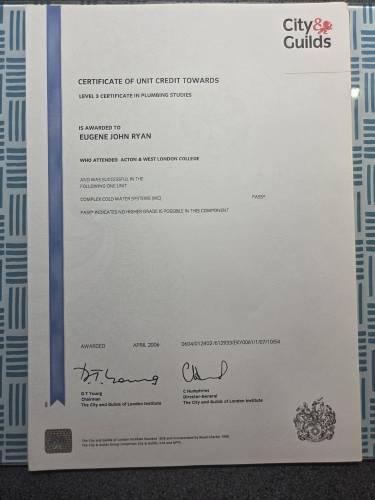 City&
Guilds
CERTIFICATE OF UNIT CREDIT TOWARDS
LEVEL 3 CERTIFICATE IN PLUMBING STUDIES
IS AWARDED TO
EUGENE JOHN RYAN
WHO ATTENDED ACTON & WEST LONDON COLLEGE
AND WAS SUCCESSFUL IN THE
FOLLOWING ONE UNIT
COMPLEX COLD WATER SYSTEMS (MC) PASS*
PASS* INDICATES NO HIGHER GRADE IS POSSIBLE IN THIS COMPONENT
AWARDED APRIL 2006
D.T. Young
D T Young
Chairman
The City and Guilds of London Institute
C Humphries
Director-General
The City and Guilds of London Institute